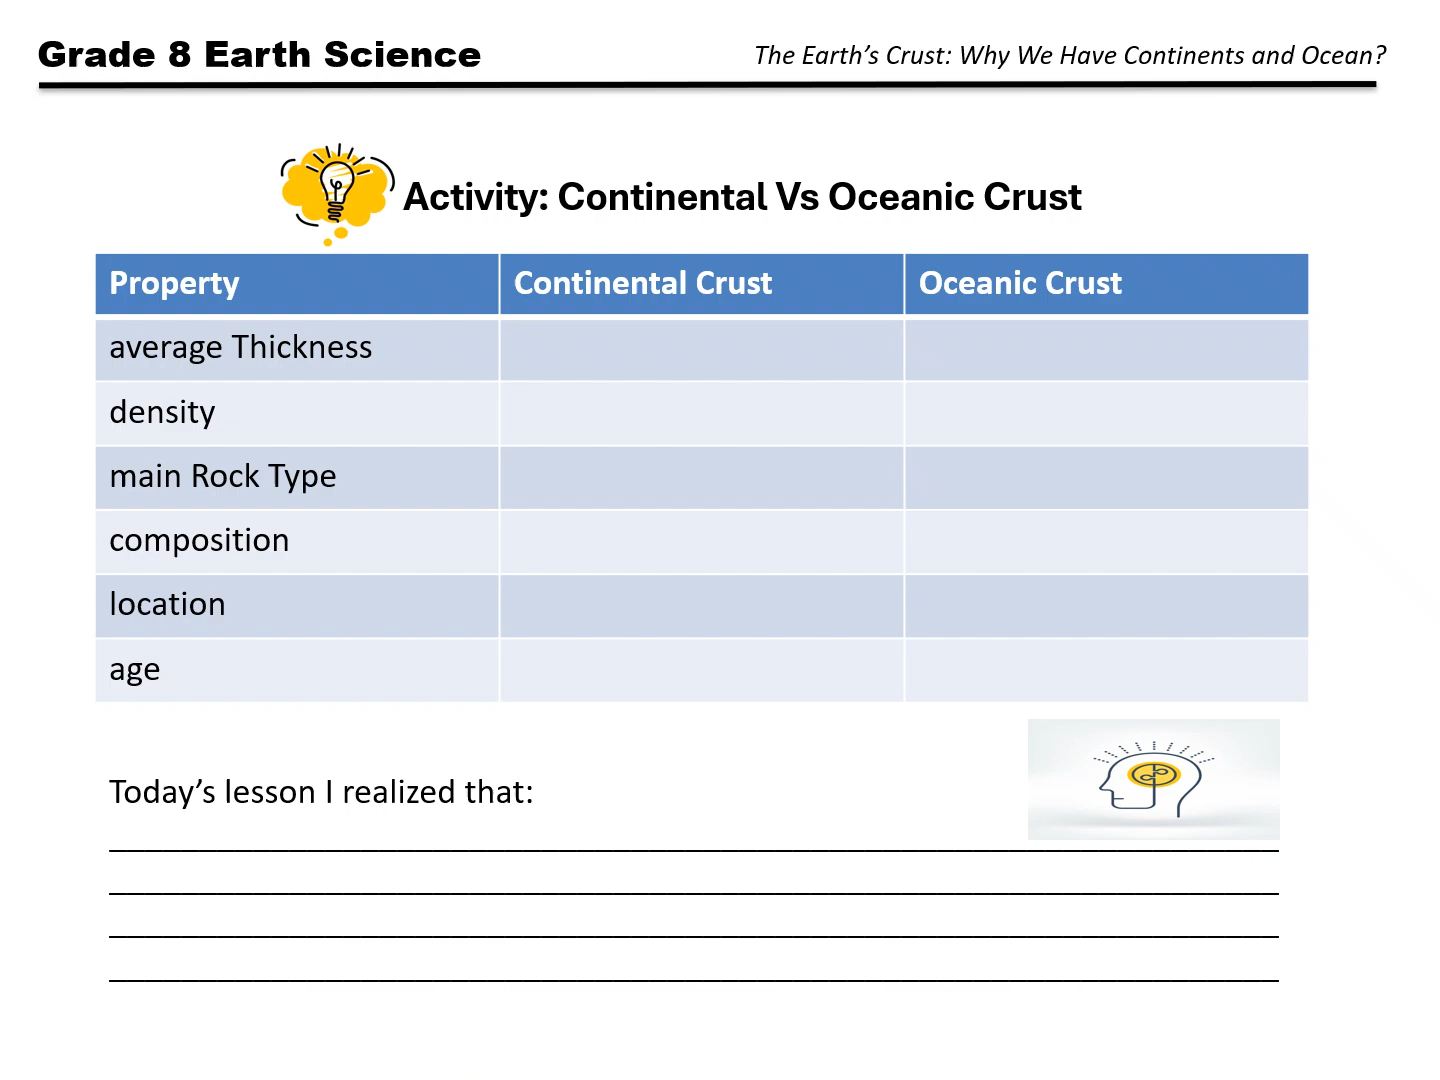 Grade 8 Earth Science
The Earth’s Crust: Why We Have Continents and Ocean?
Activity: Continental Vs Oceanic Crust
Property Continental Crust Oceanic Crust
average Thickness
density
main Rock Type
composition
location
age
Today’s lesson I realized that: